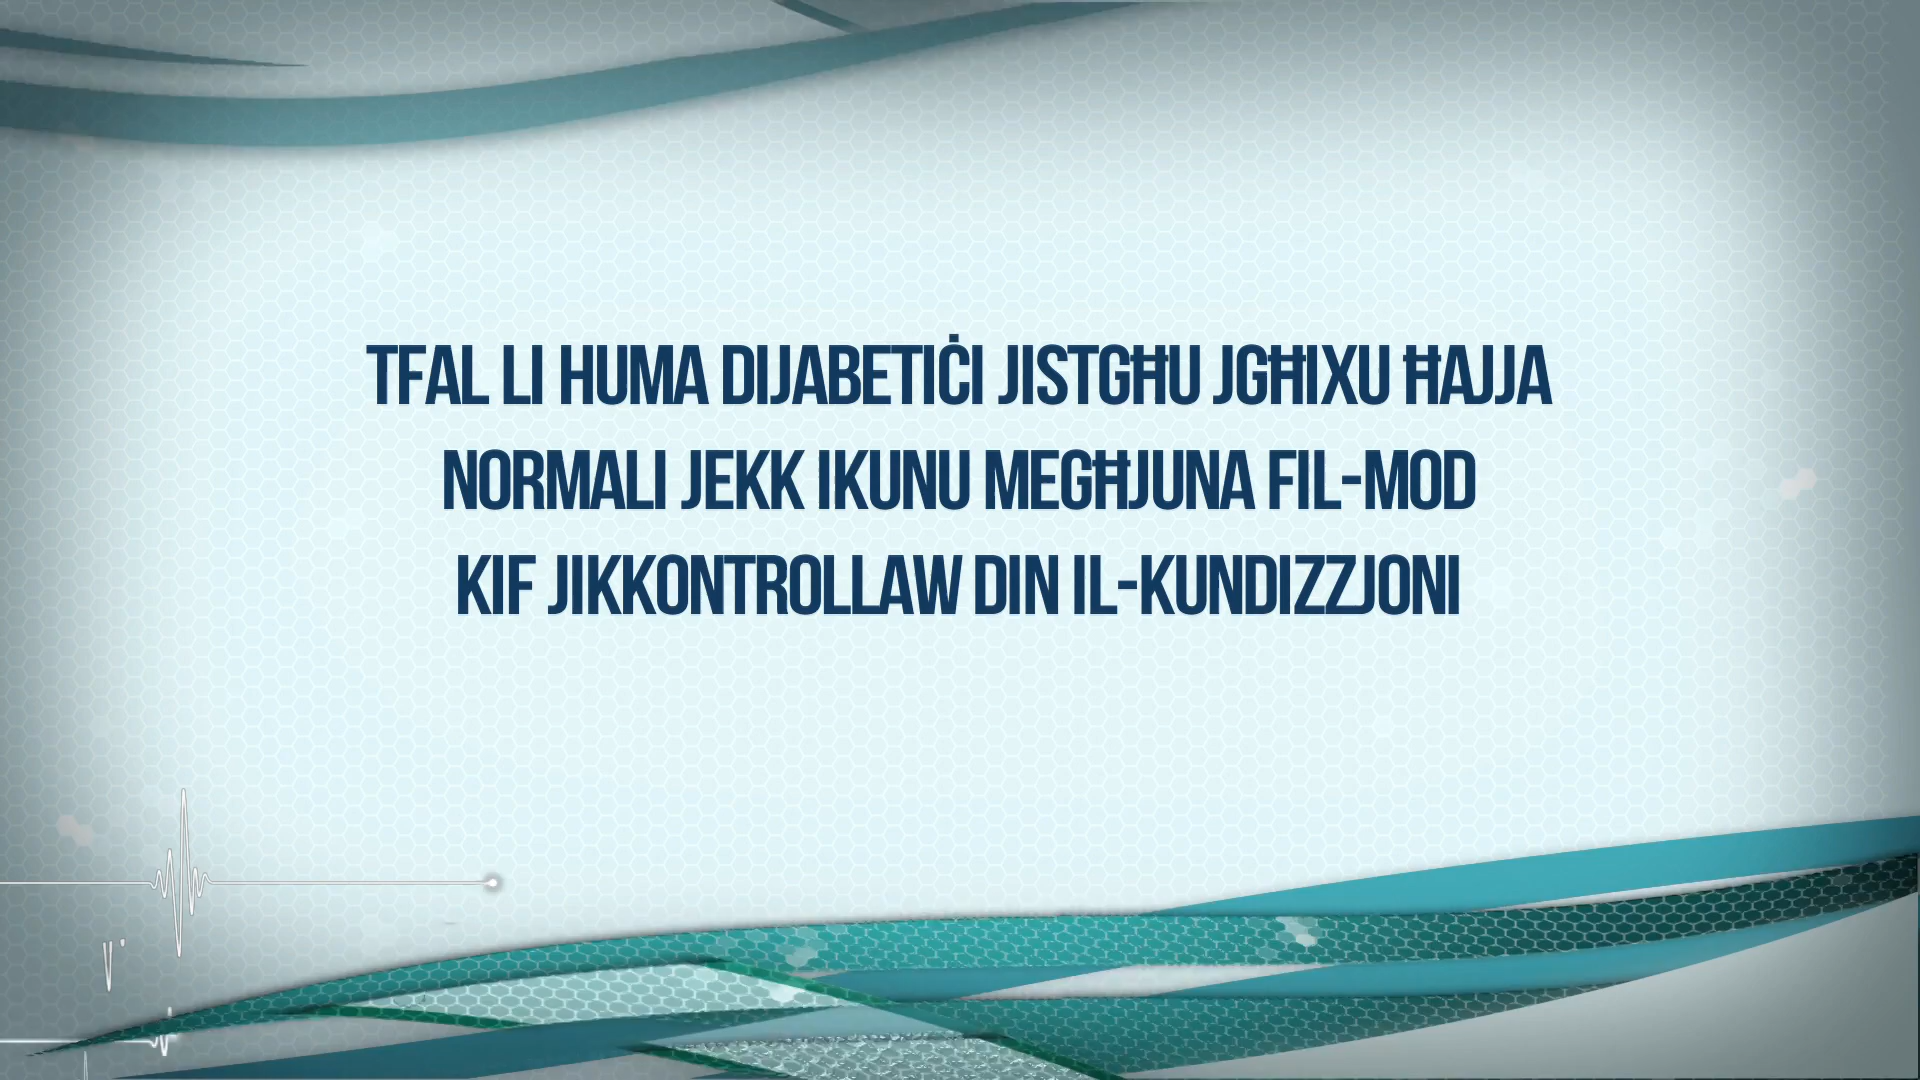 TFAL LI HUMA DIJABETIĊI JISTGĦU JGĦIXU ĦAJJA
NORMALI JEKK IKUNU MEGĦJUNA FIL-MOD
KIF JIKKONTROLLAW DIN IL-KUNDIZZJONI